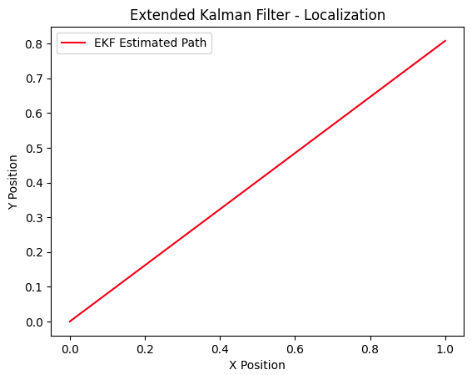 Extended Kalman Filter - Localization
EKF Estimated Path
0.8
0.7
0.6
0.5
0.4
0.3
0.2
0.1
0.0
Y Position
0.0 0.2 0.4 0.6 0.8 1.0
X Position